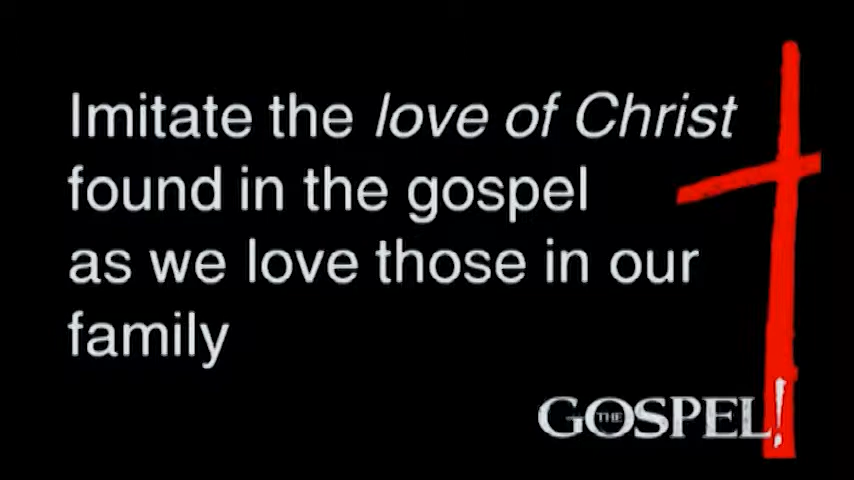 Imitate the love of Christ
found in the gospel
as we love those in our
family
THE
GOSPEL!